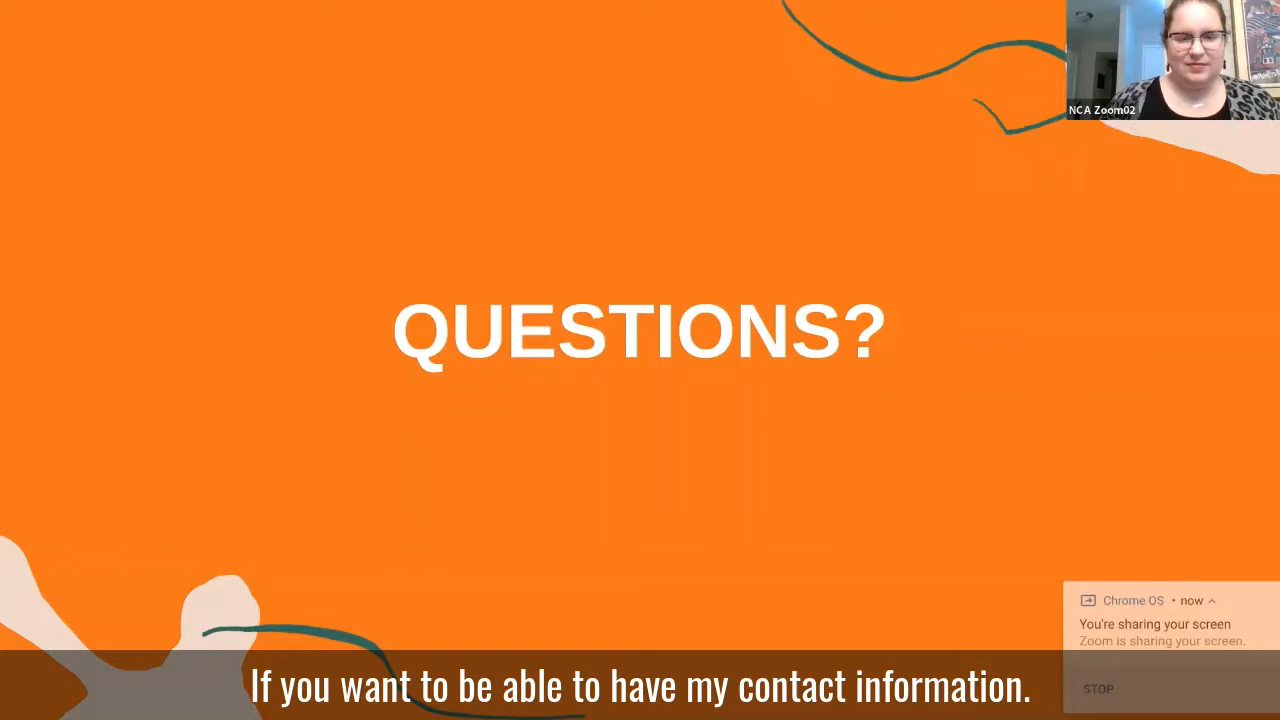 NCA Zoom02
QUESTIONS?
Chrome OS • now
You're sharing your screen
Zoom is sharing your screen.
STOP
If you want to be able to have my contact information.